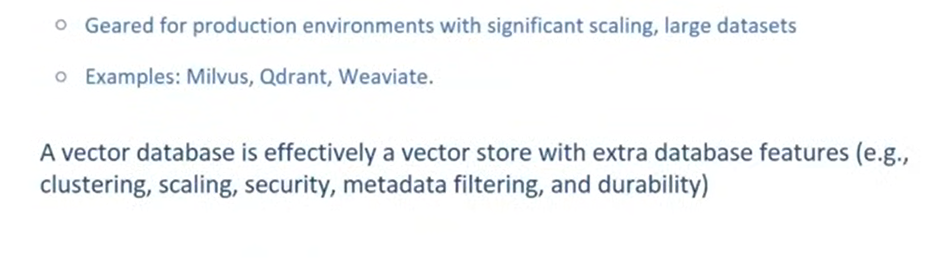 ○ Geared for production environments with significant scaling, large datasets
○ Examples: Milvus, Qdrant, Weaviate.
A vector database is effectively a vector store with extra database features (e.g.,
clustering, scaling, security, metadata filtering, and durability)